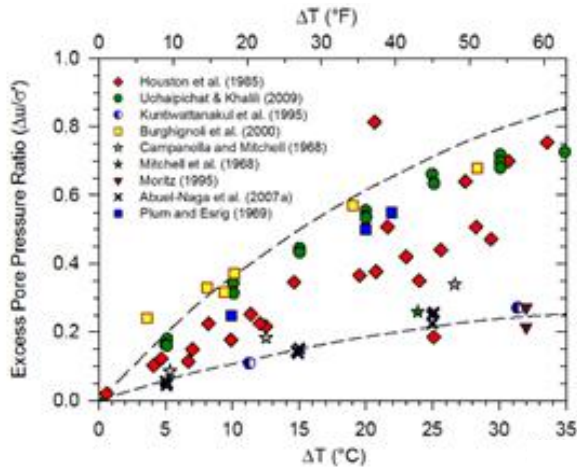 ΔT (°F)
0 10 20 30 40 50 60
Excess Pore Pressure Ratio (Δu/σ')
1.0
0.8
0.6
0.4
0.2
0.0
Houston et al. (1985)
Uchaipichat & Khalili (2009)
Kuntiwattanakul et al. (1995)
Burghignoli et al. (2000)
Campanolla and Mitchell (1968)
Mitchell et al. (1968)
Moritz (1995)
Abuel-Naga et al. (2007a)
Plum and Esrig (1969)
0 5 10 15 20 25 30 35
ΔT (°C)